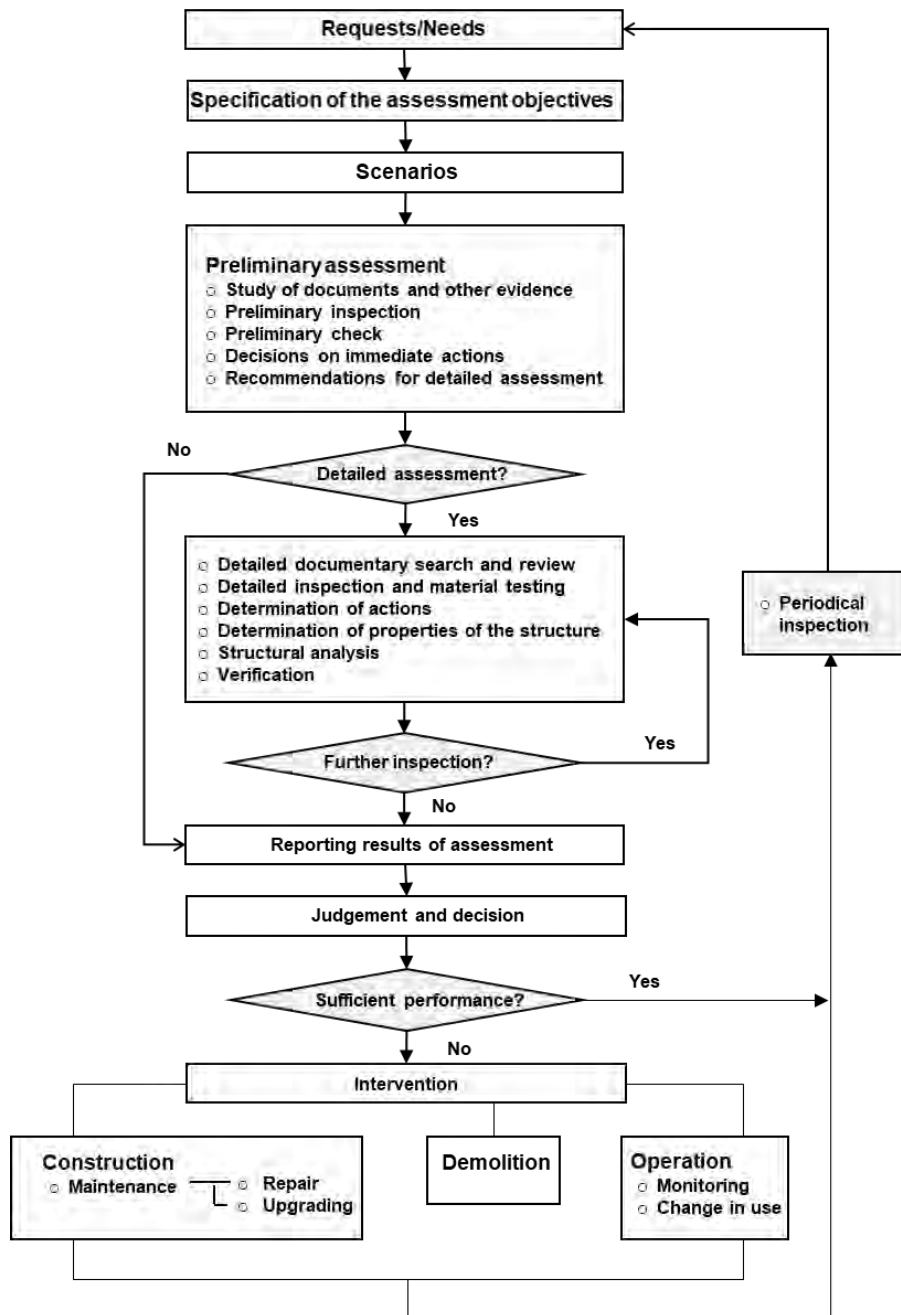 Requests/Needs
Specification of the assessment objectives
Scenarios
Preliminary assessment
Study of documents and other evidence
Preliminary inspection
Preliminary check
Decisions on immediate actions
Recommendations for detailed assessment
No
Detailed assessment?
Yes
Detailed documentary search and review
Detailed inspection and material testing
Determination of actions
Determination of properties of the structure
Structural analysis
Verification
Periodical
inspection
Further inspection?
Yes
No
Reporting results of assessment
Judgement and decision
Sufficient performance?
Yes
No
Intervention
Construction
Maintenance
Repair
Upgrading
Demolition
Operation
Monitoring
Change in use